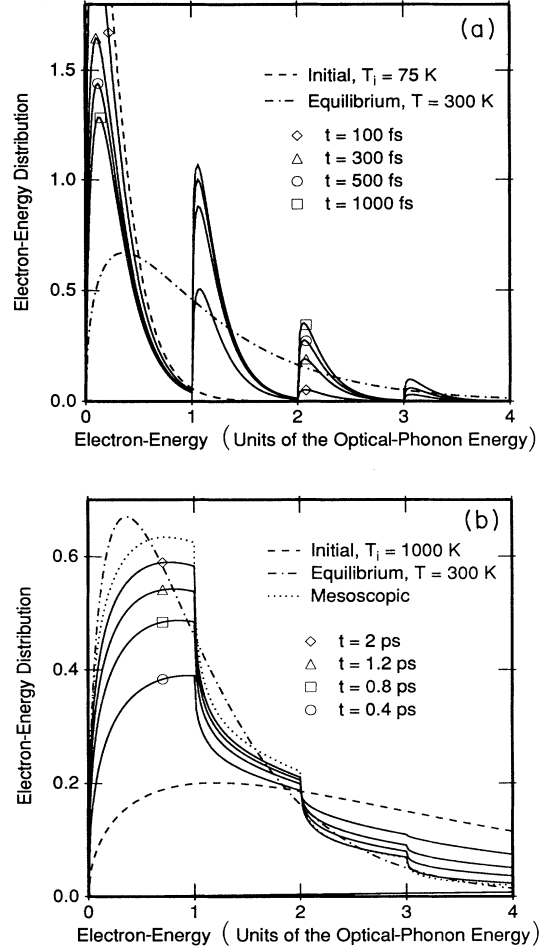 (a)
1.5
1.0
0.5
0.0
Electron-Energy Distribution
Initial, Tᵢ = 75 K
Equilibrium, T = 300 K
t = 100 fs
t = 300 fs
t = 500 fs
t = 1000 fs
0 1 2 3 4
Electron-Energy (Units of the Optical-Phonon Energy)
(b)
0.6
0.4
0.2
0.0
Electron-Energy Distribution
Initial, Tᵢ = 1000 K
Equilibrium, T = 300 K
Mesoscopic
t = 2 ps
t = 1.2 ps
t = 0.8 ps
t = 0.4 ps
0 1 2 3 4
Electron-Energy (Units of the Optical-Phonon Energy)